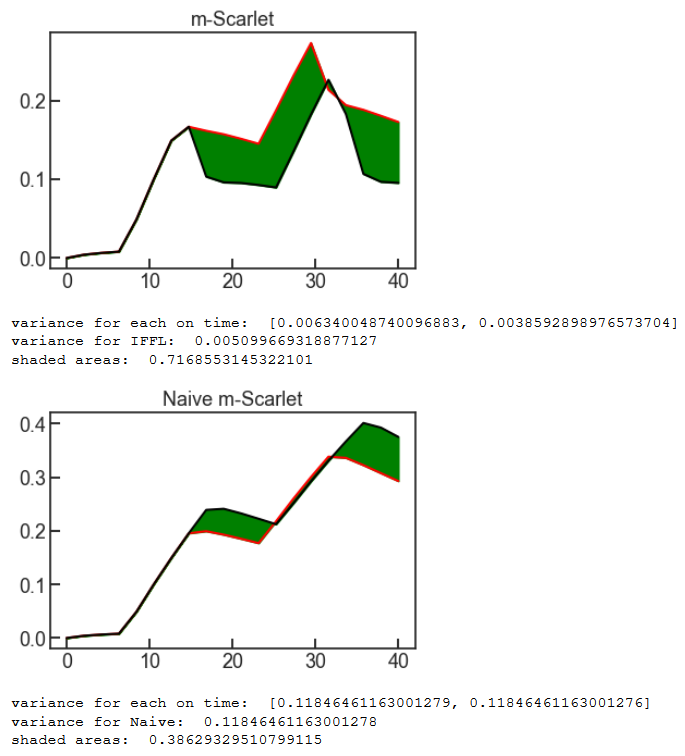 m-Scarlet
0.2
0.1
0.0
0 10 20 30 40
variance for each on time: [0.006340048740096883, 0.0038592898976573704]
variance for IFFL: 0.005099669318877127
shaded areas: 0.7168553145322101
Naive m-Scarlet
0.4
0.3
0.2
0.1
0.0
0 10 20 30 40
variance for each on time: [0.11846461163001279, 0.11846461163001276]
variance for Naive: 0.11846461163001278
shaded areas: 0.38629329510799115